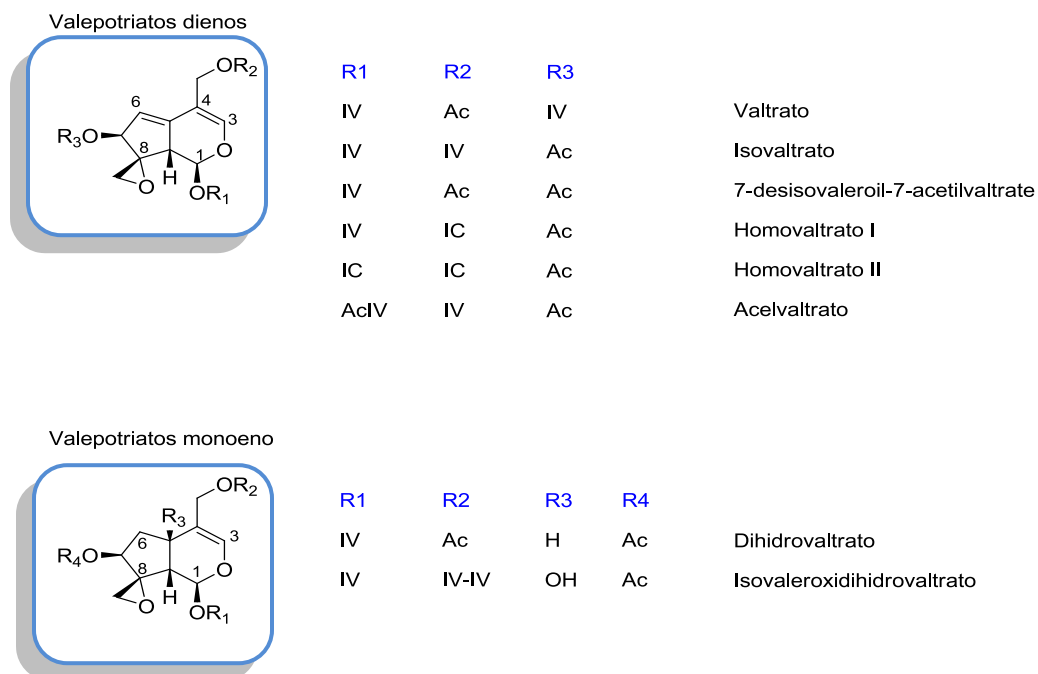 Valepotriatos dienos
OR2
6
4
3
R3O
8
1
O
O
H
OR1
R1 R2 R3
IV Ac IV Valtrato
IV IV Ac Isovaltrato
IV Ac Ac 7-desisovaleroil-7-acetilvaltrate
IV IC Ac Homovaltrato I
IC IC Ac Homovaltrato II
AcIV IV Ac Acelvaltrato
Valepotriatos monoeno
OR2
R3
6
3
R4O
8
1
O
O
H
OR1
R1 R2 R3 R4
IV Ac H Ac Dihidrovaltrato
IV IV-IV OH Ac Isovaleroxidihidrovaltrato